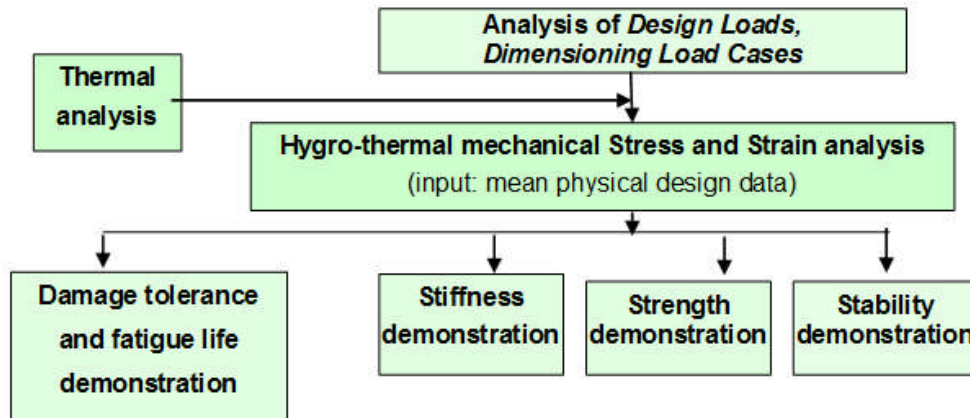 Analysis of Design Loads,
Dimensioning Load Cases
Thermal
analysis
Hygro-thermal mechanical Stress and Strain analysis
(input: mean physical design data)
Damage tolerance
and fatigue life
demonstration
Stiffness
demonstration
Strength
demonstration
Stability
demonstration